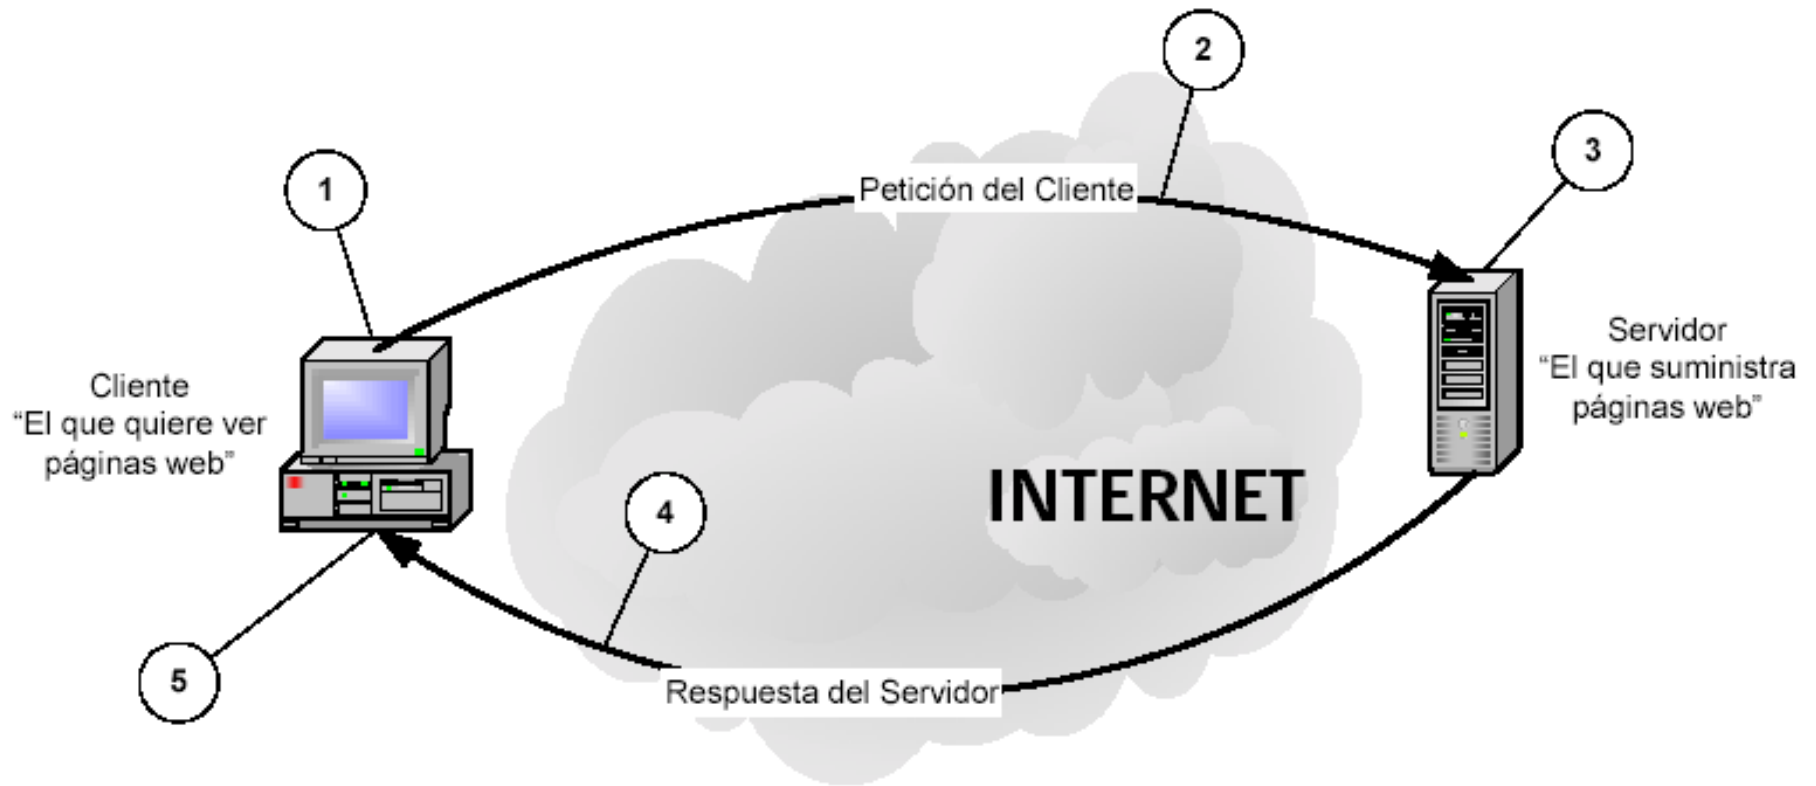 2
3
1
Petición del Cliente
Servidor
“El que suministra
páginas web”
Cliente
“El que quiere ver
páginas web”
INTERNET
4
5
Respuesta del Servidor